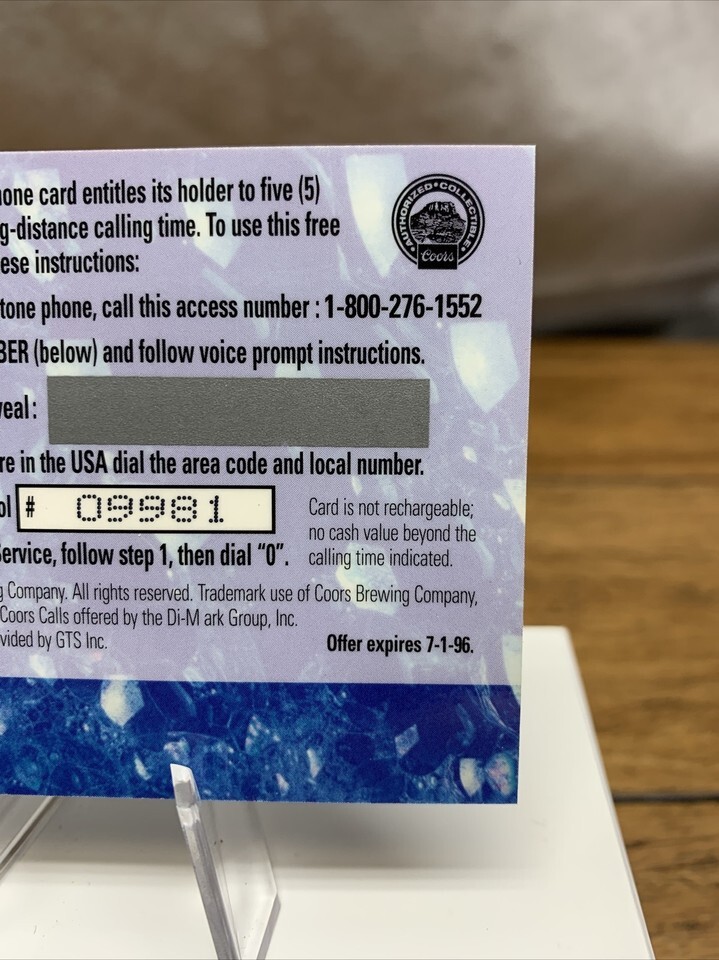 hone card entitles its holder to five (5)
g-distance calling time. To use this free
ese instructions:
AUTHORIZED • COLLECTIBLE
Coors
tone phone, call this access number : 1-800-276-1552
BER (below) and follow voice prompt instructions.
veal:
re in the USA dial the area code and local number.
ol # 09981
Card is not rechargeable;
no cash value beyond the
calling time indicated.
Service, follow step 1, then dial “0”.
g Company. All rights reserved. Trademark use of Coors Brewing Company,
Coors Calls offered by the Di-M ark Group, Inc.
vided by GTS Inc.
Offer expires 7-1-96.